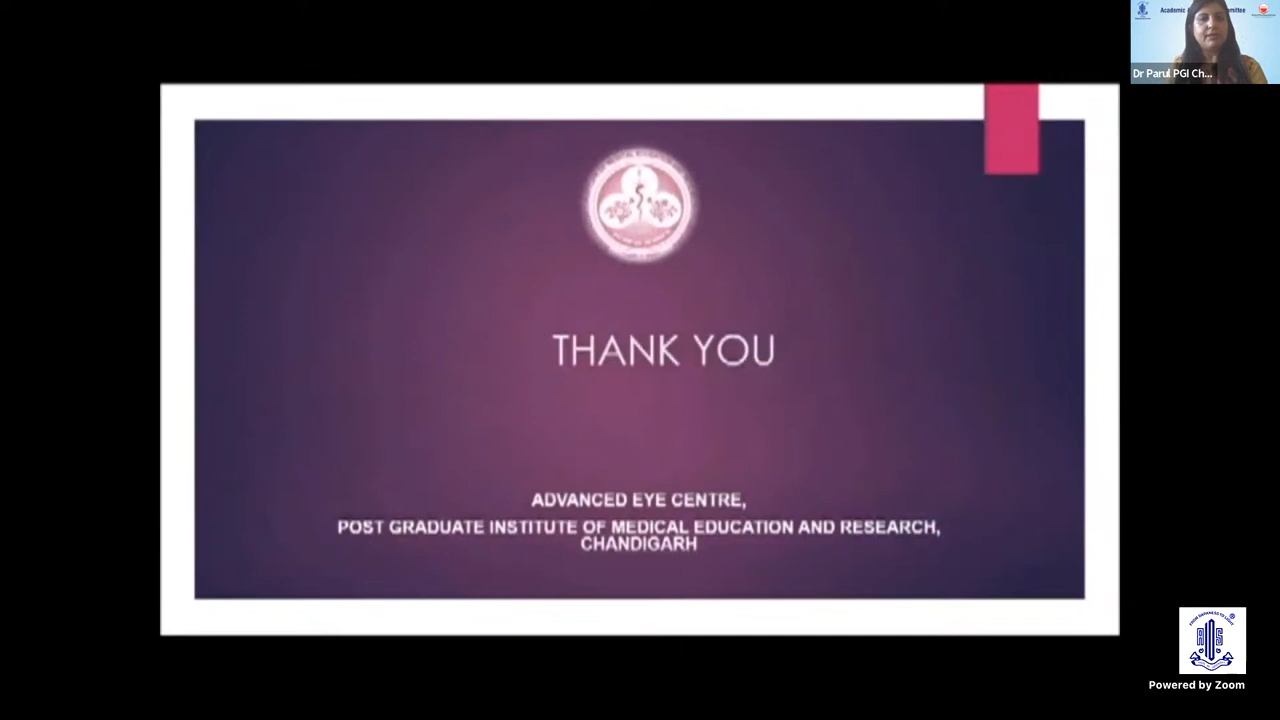 Academic
mmittee
Dr Parul PGI Ch...
THANK YOU
ADVANCED EYE CENTRE,
POST GRADUATE INSTITUTE OF MEDICAL EDUCATION AND RESEARCH,
CHANDIGARH
Powered by Zoom